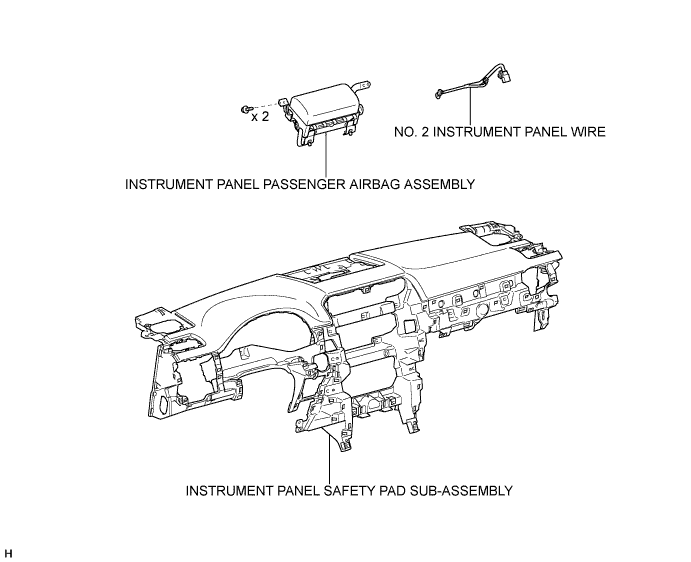 x 2
NO. 2 INSTRUMENT PANEL WIRE
INSTRUMENT PANEL PASSENGER AIRBAG ASSEMBLY
INSTRUMENT PANEL SAFETY PAD SUB-ASSEMBLY
H